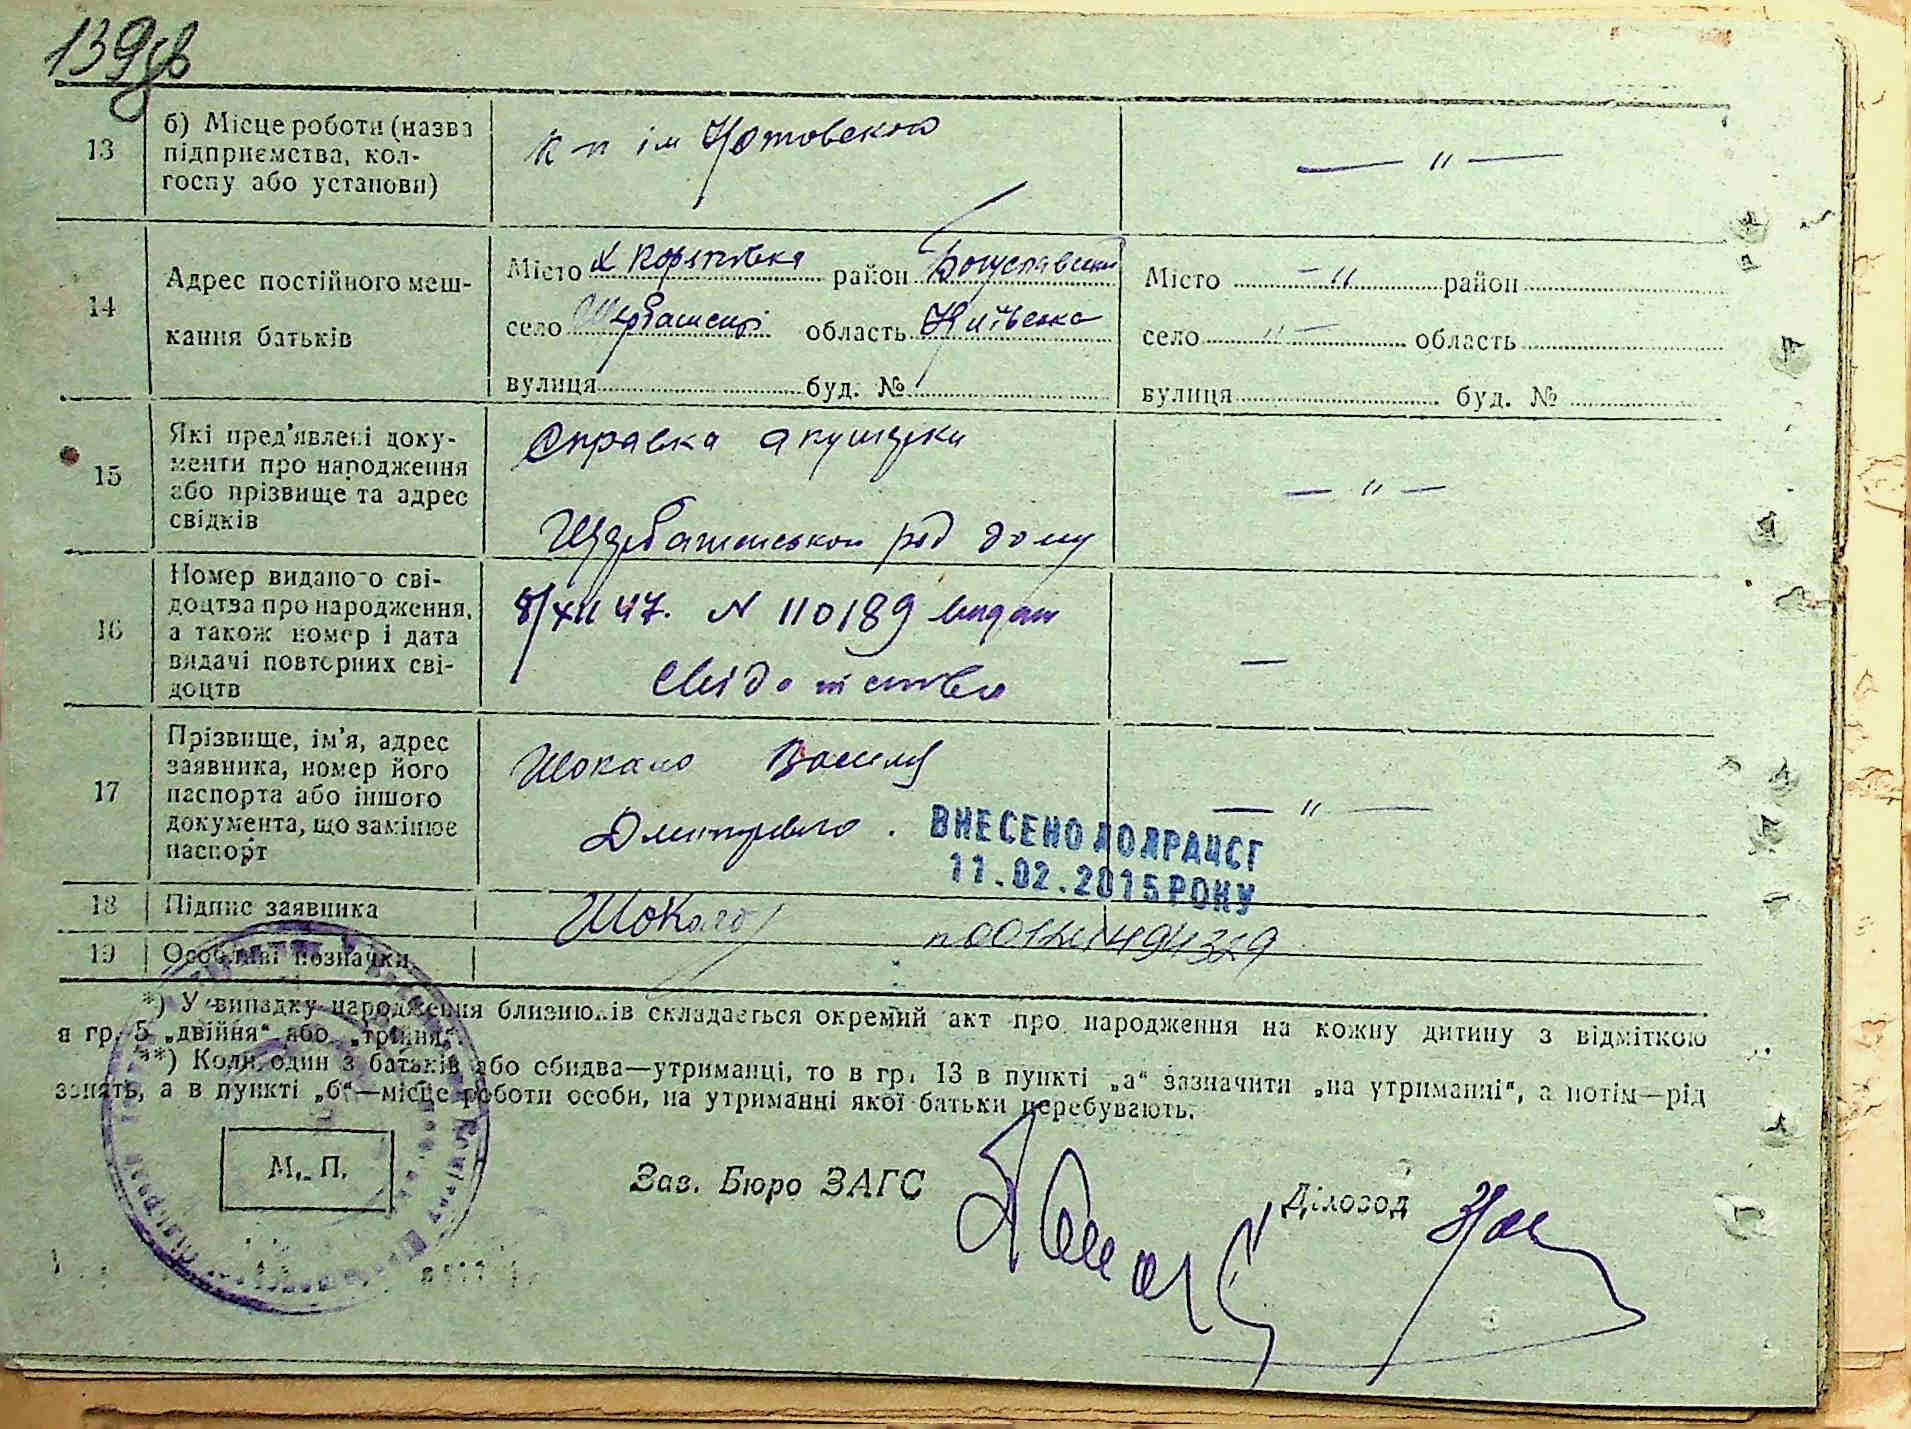 139зв
13
б) Місце роботи (назва
підприємства, кол-
госпу або установи)
к-п ім Котовского
— " —
14
Адрес постійного меш-
кання батьків
Місто район Богуславський
село Щербашенці область Київська
вулиця буд. №
Місто — " район
село " — область
вулиця буд. №
15
Які пред'явлені доку-
менти про народження
або прізвище та адрес
свідків
Справка акушерки
Щербашенськои род дому
— " —
16
Номер виданого сві-
доцтва про народження,
а також номер і дата
видачі повторних сві-
доцтв
8/XII 47. N 110189 видан
свідотство
—
17
Прізвище, ім'я, адрес
заявника, номер його
паспорта або іншого
документа, що замінює
паспорт
Шокало Василь
Дмитрович.
— " —
ВНЕСЕНО ДО ДРАЦСГ
11.02.2015 РОКУ
18
Підпис заявника
Шокало
19
Особливі позначки
*) У випадку народження близнюків складається окремий акт про народження на кожну дитину з відміткою
в гр. 5 „двійня“ або „трійня“.
**) Коли один з батьків або обидва—утриманці, то в гр. 13 в пункті „а“ зазначити „на утриманні“, а потім—рід
занять, а в пункті „б“—місце роботи особи, на утриманні якої батьки перебувають.
М. П.
Зав. Бюро ЗАГС
Діловод